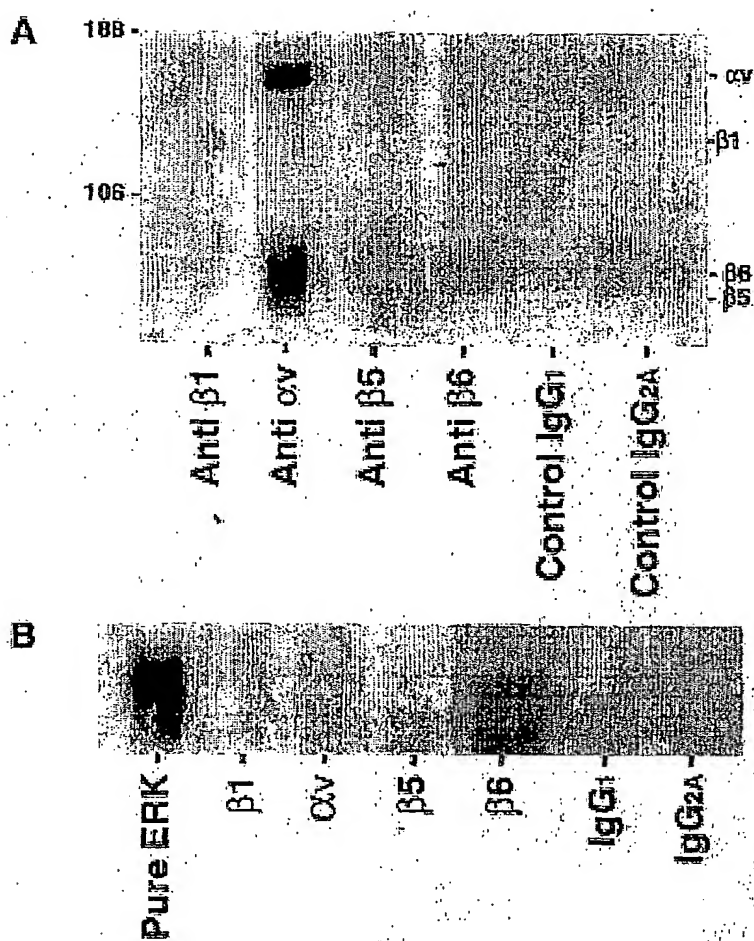 A
188
αv
β1
106
β6
β5
Anti β1
Anti αv
Anti β5
Anti β6
Control IgG1
Control IgG2A
B
Pure ERK
β1
αv
β5
β6
IgG1
IgG2A